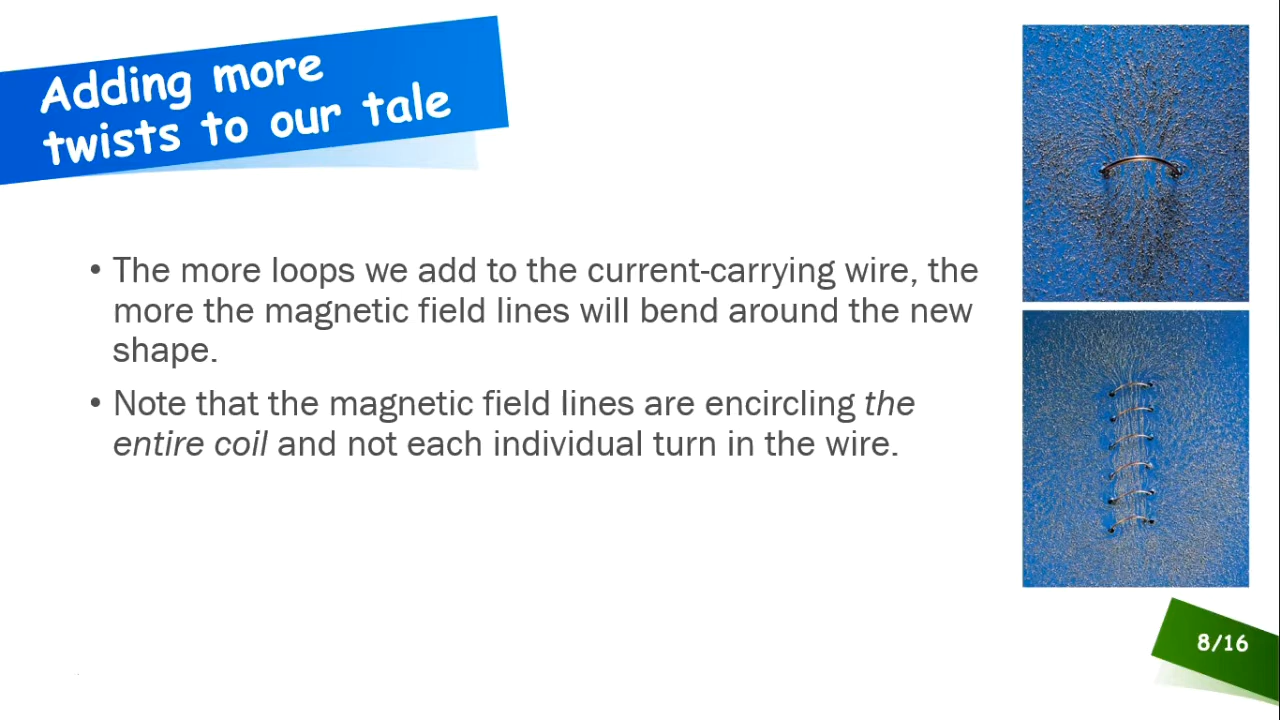 Adding more
twists to our tale
• The more loops we add to the current-carrying wire, the
more the magnetic field lines will bend around the new
shape.
• Note that the magnetic field lines are encircling the
entire coil and not each individual turn in the wire.
8/16